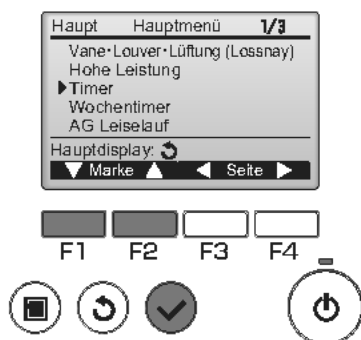 Haupt Hauptmenü 1/3
Vane·Louver·Lüftung (Lossnay)
Hohe Leistung
Timer
Wochentimer
AG Leiselauf
Hauptdisplay:
Marke Seite
F1 F2 F3 F4